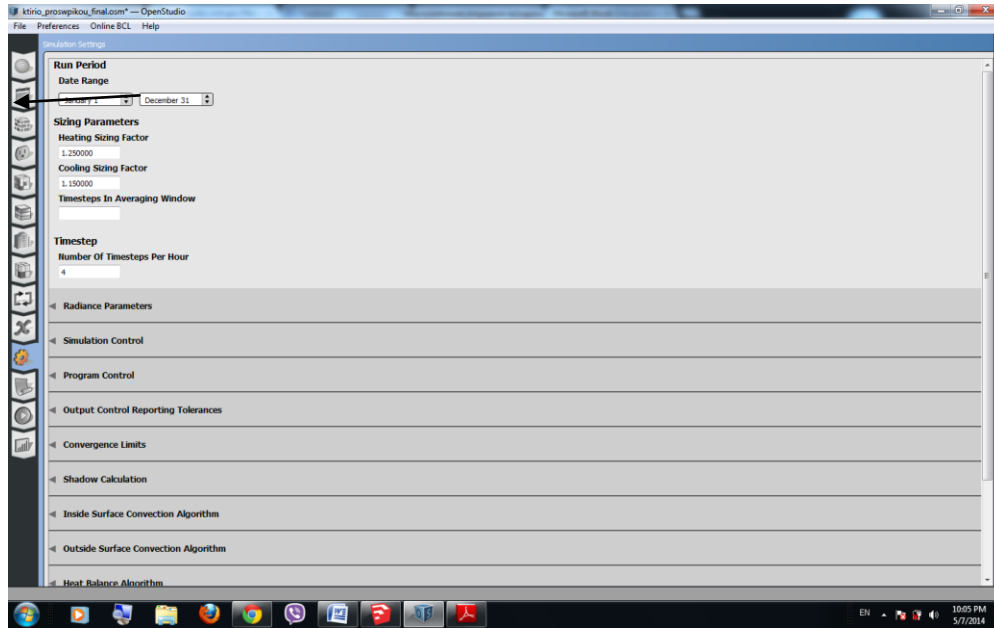 ktirio_proswpikou_final.osm* — OpenStudio
File Preferences Online BCL Help
Simulation Settings
Run Period
Date Range
January 1 December 31
Sizing Parameters
Heating Sizing Factor
1.250000
Cooling Sizing Factor
1.150000
Timesteps In Averaging Window
Timestep
Number Of Timesteps Per Hour
4
Radiance Parameters
Simulation Control
Program Control
Output Control Reporting Tolerances
Convergence Limits
Shadow Calculation
Inside Surface Convection Algorithm
Outside Surface Convection Algorithm
Heat Balance Algorithm
EN 10:05 PM
5/7/2014